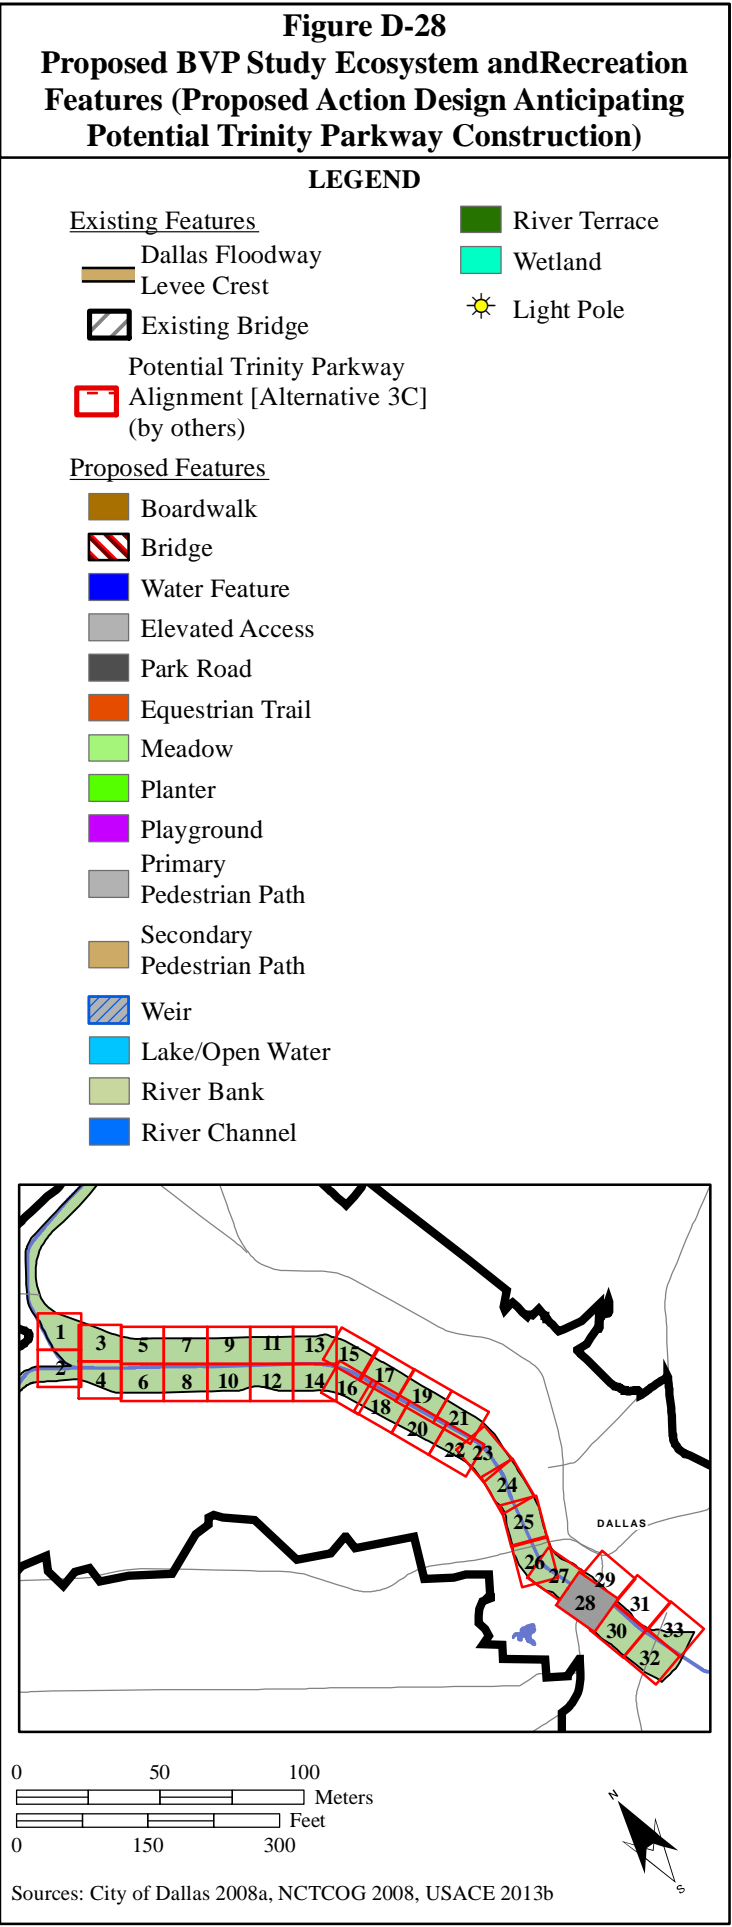 Figure D-28
Proposed BVP Study Ecosystem andRecreation
Features (Proposed Action Design Anticipating
Potential Trinity Parkway Construction)
LEGEND
Existing Features
Dallas Floodway
Levee Crest
Existing Bridge
Potential Trinity Parkway
Alignment [Alternative 3C]
(by others)
Proposed Features
Boardwalk
Bridge
Water Feature
Elevated Access
Park Road
Equestrian Trail
Meadow
Planter
Playground
Primary
Pedestrian Path
Secondary
Pedestrian Path
Weir
Lake/Open Water
River Bank
River Channel
River Terrace
Wetland
Light Pole
1
2
3
4
5
6
7
8
9
10
11
12
13
14
15
16
17
18
19
20
21
22
23
24
25
26
27
28
29
30
31
32
33
DALLAS
0 50 100
Meters
Feet
0 150 300
N
S
Sources: City of Dallas 2008a, NCTCOG 2008, USACE 2013b